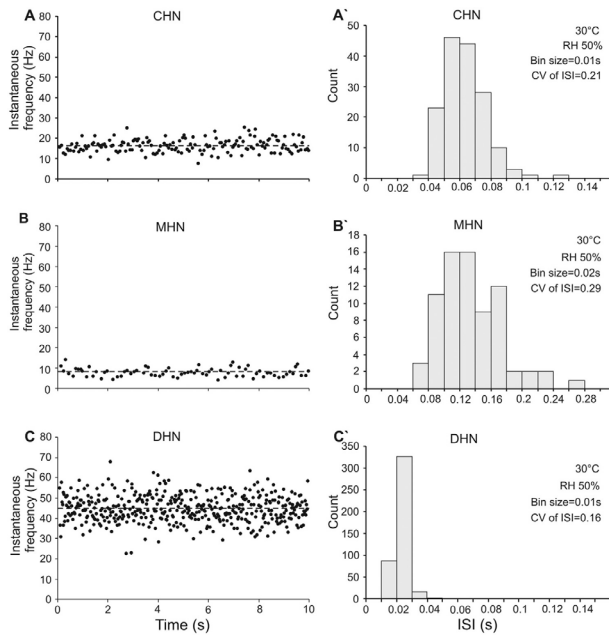 A
CHN
Instantaneous
frequency (Hz)
80
70
60
50
40
30
20
10
0
A`
CHN
30°C
RH 50%
Bin size=0.01s
CV of ISI=0.21
Count
50
40
30
20
10
0
0 0.02 0.04 0.06 0.08 0.1 0.12 0.14
B
MHN
Instantaneous
frequency (Hz)
80
70
60
50
40
30
20
10
0
B`
MHN
30°C
RH 50%
Bin size=0.02s
CV of ISI=0.29
Count
18
16
14
12
10
8
6
4
2
0
0 0.04 0.08 0.12 0.16 0.2 0.24 0.28
C
DHN
Instantaneous
frequency (Hz)
80
70
60
50
40
30
20
10
0
0 2 4 6 8 10
Time (s)
C`
DHN
30°C
RH 50%
Bin size=0.01s
CV of ISI=0.16
Count
350
300
250
200
150
100
50
0
0 0.02 0.04 0.06 0.08 0.1 0.12 0.14
ISI (s)